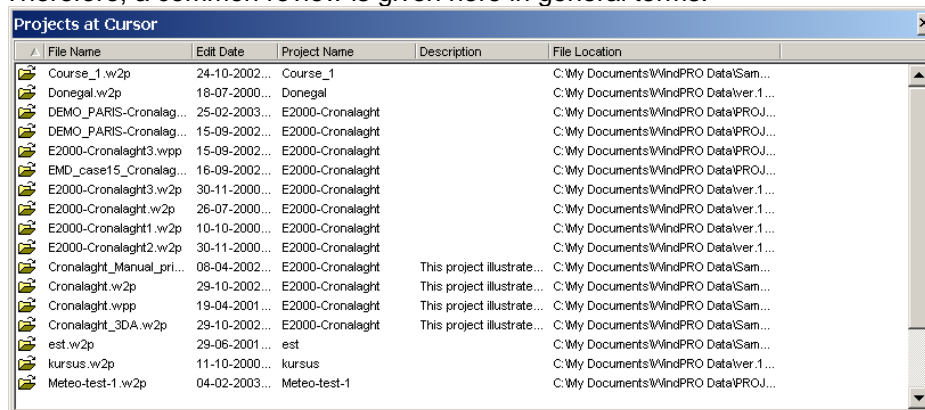 Therefore, a common review is given here in general terms.
Projects at Cursor
File Name Edit Date Project Name Description File Location
Course_1.w2p 24-10-2002... Course_1 C:\My Documents\WindPRO Data\Sam...
Donegal.w2p 18-07-2000... Donegal C:\My Documents\WindPRO Data\ver.1...
DEMO_PARIS-Cronalag... 25-02-2003... E2000-Cronalaght C:\My Documents\WindPRO Data\PROJ...
DEMO_PARIS-Cronalag... 15-09-2002... E2000-Cronalaght C:\My Documents\WindPRO Data\PROJ...
E2000-Cronalaght3.wpp 15-09-2002... E2000-Cronalaght C:\My Documents\WindPRO Data\PROJ...
EMD_case15_Cronalag... 16-09-2002... E2000-Cronalaght C:\My Documents\WindPRO Data\PROJ...
E2000-Cronalaght3.w2p 30-11-2000... E2000-Cronalaght C:\My Documents\WindPRO Data\ver.1...
E2000-Cronalaght.w2p 26-07-2000... E2000-Cronalaght C:\My Documents\WindPRO Data\ver.1...
E2000-Cronalaght1.w2p 10-10-2000... E2000-Cronalaght C:\My Documents\WindPRO Data\ver.1...
E2000-Cronalaght2.w2p 30-11-2000... E2000-Cronalaght C:\My Documents\WindPRO Data\ver.1...
Cronalaght_Manual_pri... 08-04-2002... E2000-Cronalaght This project illustrate... C:\My Documents\WindPRO Data\Sam...
Cronalaght.w2p 29-10-2002... E2000-Cronalaght This project illustrate... C:\My Documents\WindPRO Data\Sam...
Cronalaght.wpp 19-04-2001... E2000-Cronalaght This project illustrate... C:\My Documents\WindPRO Data\Sam...
Cronalaght_3DA.w2p 29-10-2002... E2000-Cronalaght This project illustrate... C:\My Documents\WindPRO Data\Sam...
est.w2p 29-06-2001... est C:\My Documents\WindPRO Data\Sam...
kursus.w2p 11-10-2000... kursus C:\My Documents\WindPRO Data\ver.1...
Meteo-test-1.w2p 04-02-2003... Meteo-test-1 C:\My Documents\WindPRO Data\PROJ...